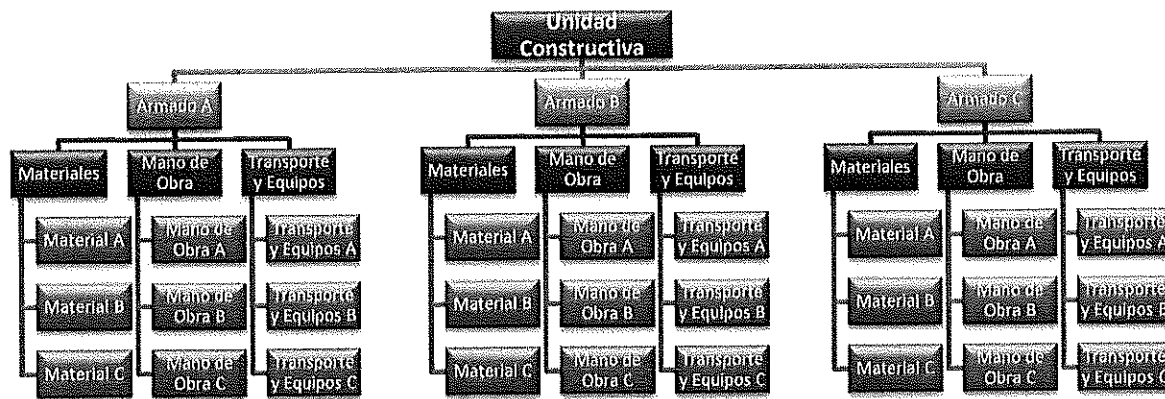 Unidad
Constructiva
Armado A
Armado B
Armado C
Materiales
Mano de
Obra
Transporte
y Equipos
Materiales
Mano de
Obra
Transporte
y Equipos
Materiales
Mano de
Obra
Transporte
y Equipos
Material A
Mano de
Obra A
Transporte
y Equipos A
Material A
Mano de
Obra A
Transporte
y Equipos A
Material A
Mano de
Obra A
Transporte
y Equipos A
Material B
Mano de
Obra B
Transporte
y Equipos B
Material B
Mano de
Obra B
Transporte
y Equipos B
Material B
Mano de
Obra B
Transporte
y Equipos B
Material C
Mano de
Obra C
Transporte
y Equipos C
Material C
Mano de
Obra C
Transporte
y Equipos C
Material C
Mano de
Obra C
Transporte
y Equipos C